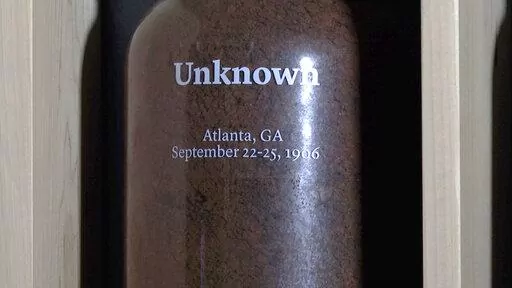 Unknown
Atlanta, GA
September 22-25, 1906